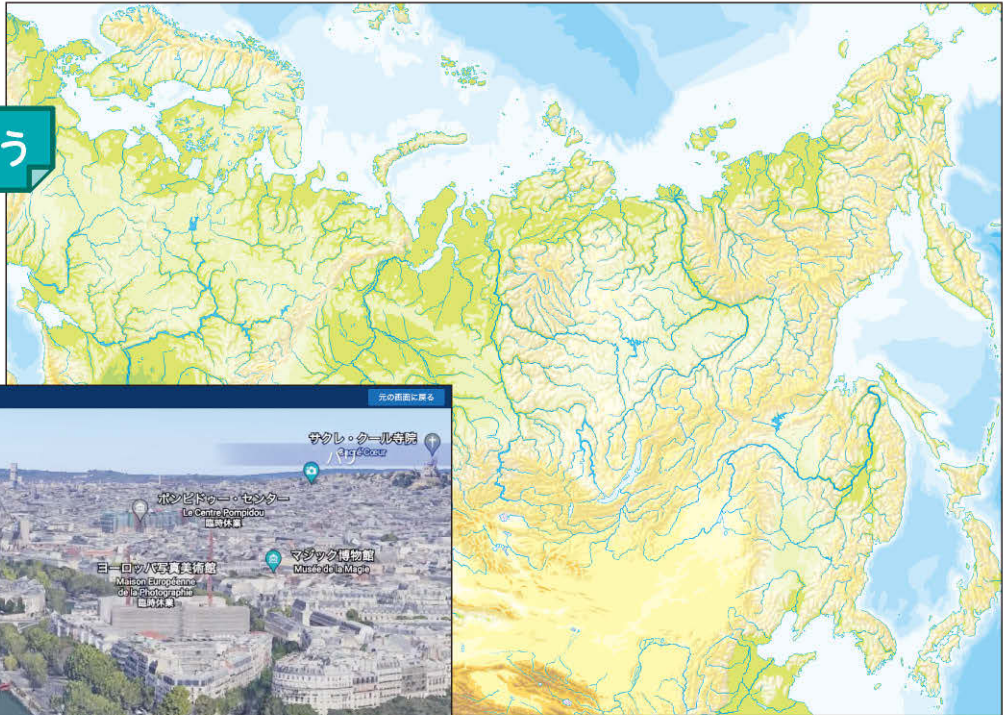 う
元の画面に戻る
サクレ・クール寺院
パリ
ポンピドゥー・センター
Le Centre Pompidou
臨時休業
マジック博物館
Musée de la Magie
ヨーロッパ写真美術館
Maison Européenne
de la Photographie
臨時休業